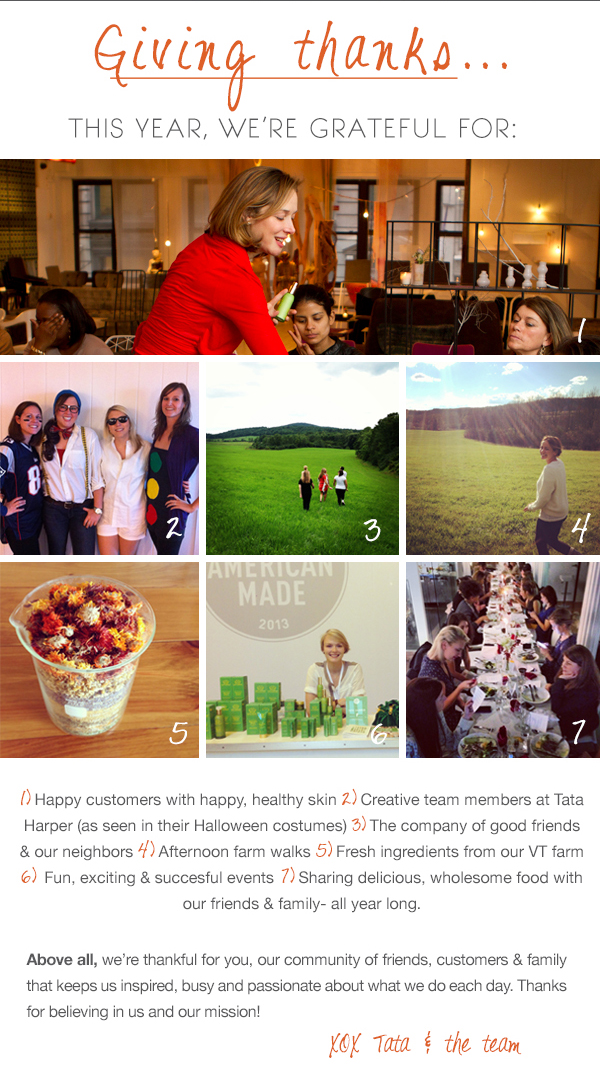 Giving thanks...
THIS YEAR, WE'RE GRATEFUL FOR:
1
8
2
3
4
5
AMERICAN
MADE
2013
6
7
1) Happy customers with happy, healthy skin 2) Creative team members at Tata
Harper (as seen in their Halloween costumes) 3) The company of good friends
& our neighbors 4) Afternoon farm walks 5) Fresh ingredients from our VT farm
6) Fun, exciting & succesful events 7) Sharing delicious, wholesome food with
our friends & family- all year long.
Above all, we're thankful for you, our community of friends, customers & family
that keeps us inspired, busy and passionate about what we do each day. Thanks
for believing in us and our mission!
XOX Tata & the team